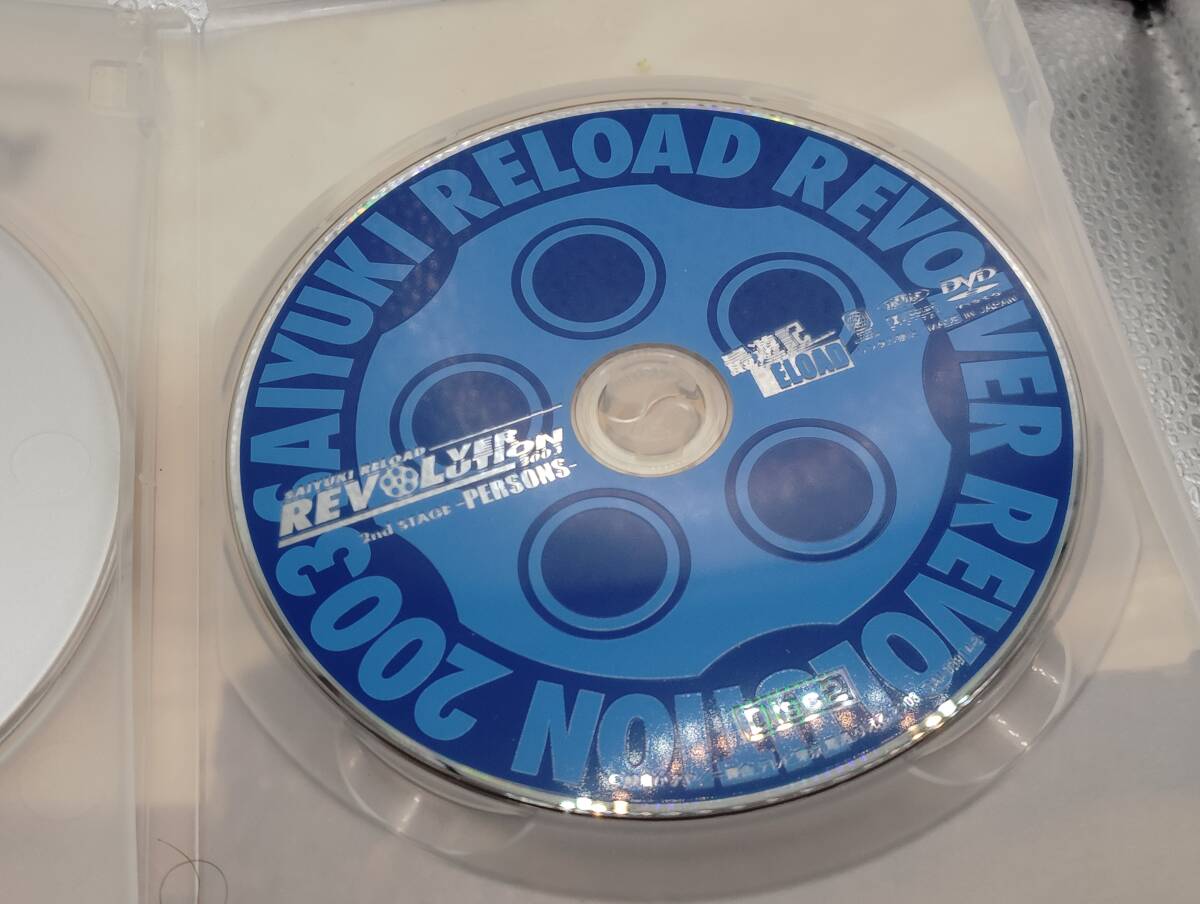 SAIYUKI RELOAD REVOLVER REVOLUTION 2003
DVD
MADE IN JAPAN
最遊記
RELOAD
SAIYUKI RELOAD
REVOLVER
REVOLUTION
2003
2nd STAGE -PERSONS-
Disc 2